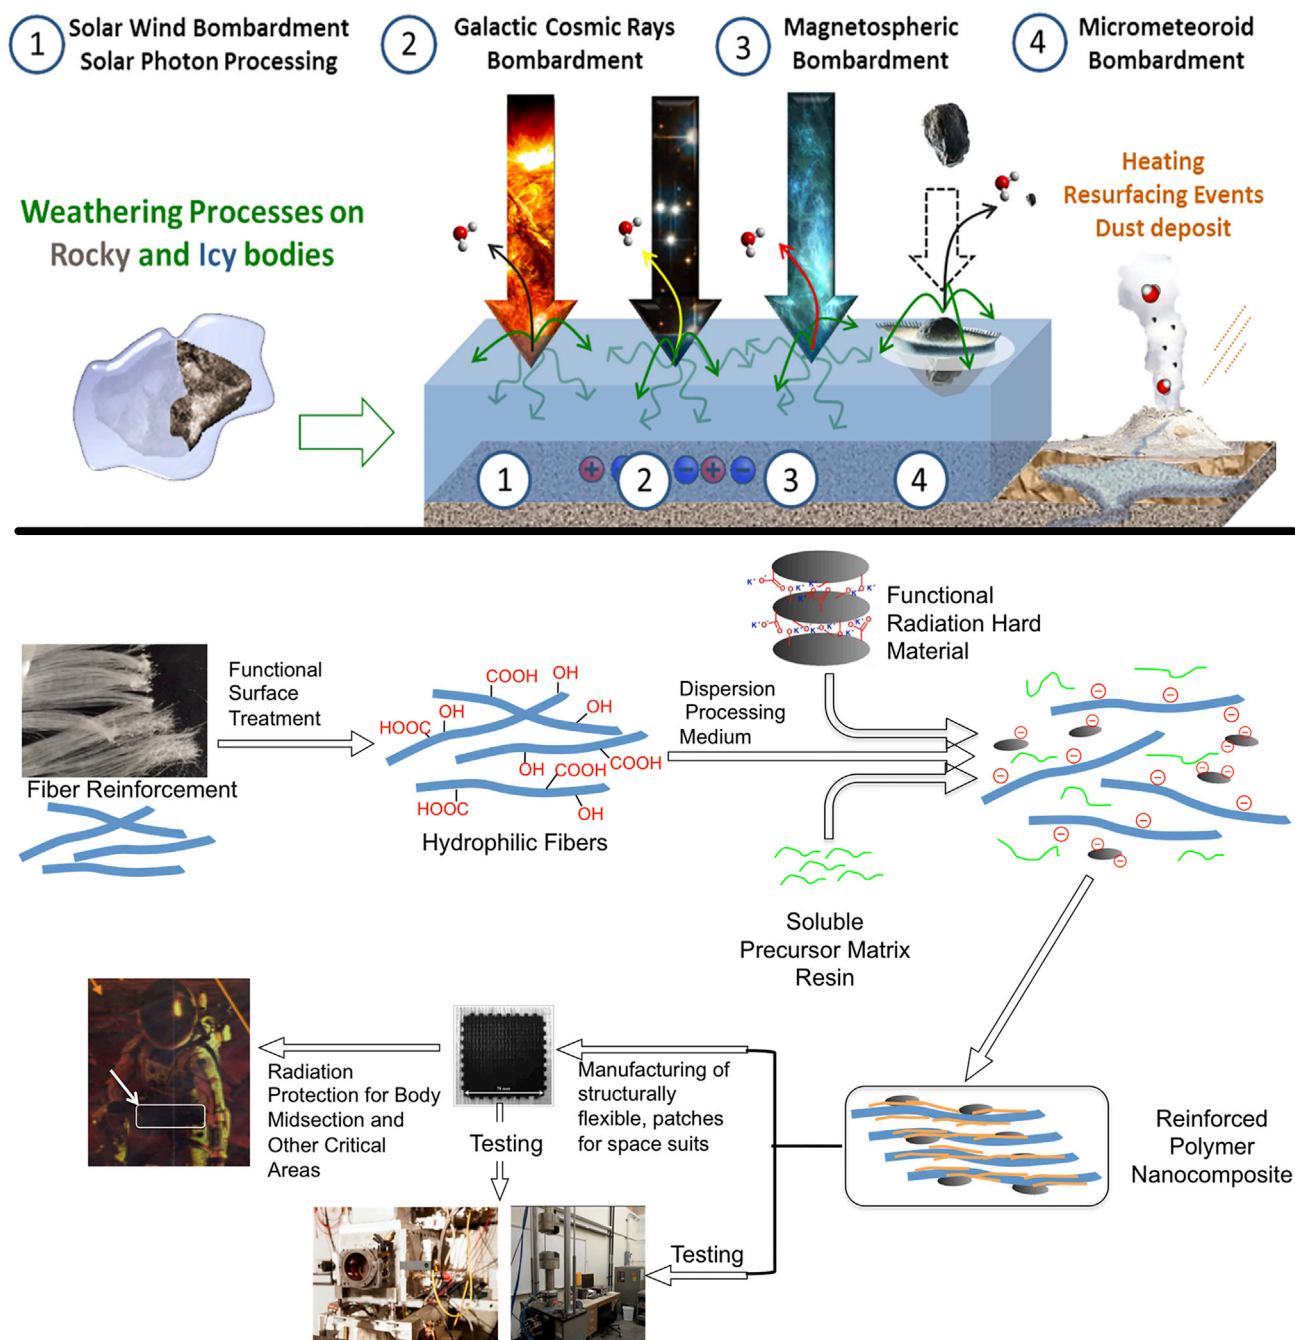 1
Solar Wind Bombardment
Solar Photon Processing
2
Galactic Cosmic Rays
Bombardment
3
Magnetospheric
Bombardment
4
Micrometeoroid
Bombardment
Weathering Processes on
Rocky and Icy bodies
Heating
Resurfacing Events
Dust deposit
1
+
2
−
+
−
3
4
Fiber Reinforcement
Functional
Surface
Treatment
COOH
OH
HOOC
OH
OH
OH
COOH
COOH
HOOC
OH
Hydrophilic Fibers
Dispersion
Processing
Medium
Functional
Radiation Hard
Material
Soluble
Precursor Matrix
Resin
Reinforced
Polymer
Nanocomposite
Manufacturing of
structurally
flexible, patches
for space suits
76 mm
Testing
Testing
Radiation
Protection for Body
Midsection and
Other Critical
Areas